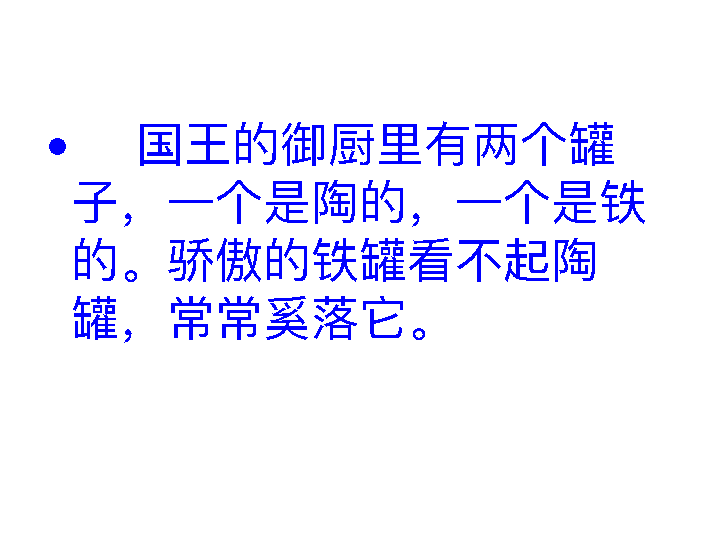 • 国王的御厨里有两个罐
子，一个是陶的，一个是铁
的。骄傲的铁罐看不起陶
罐，常常奚落它。